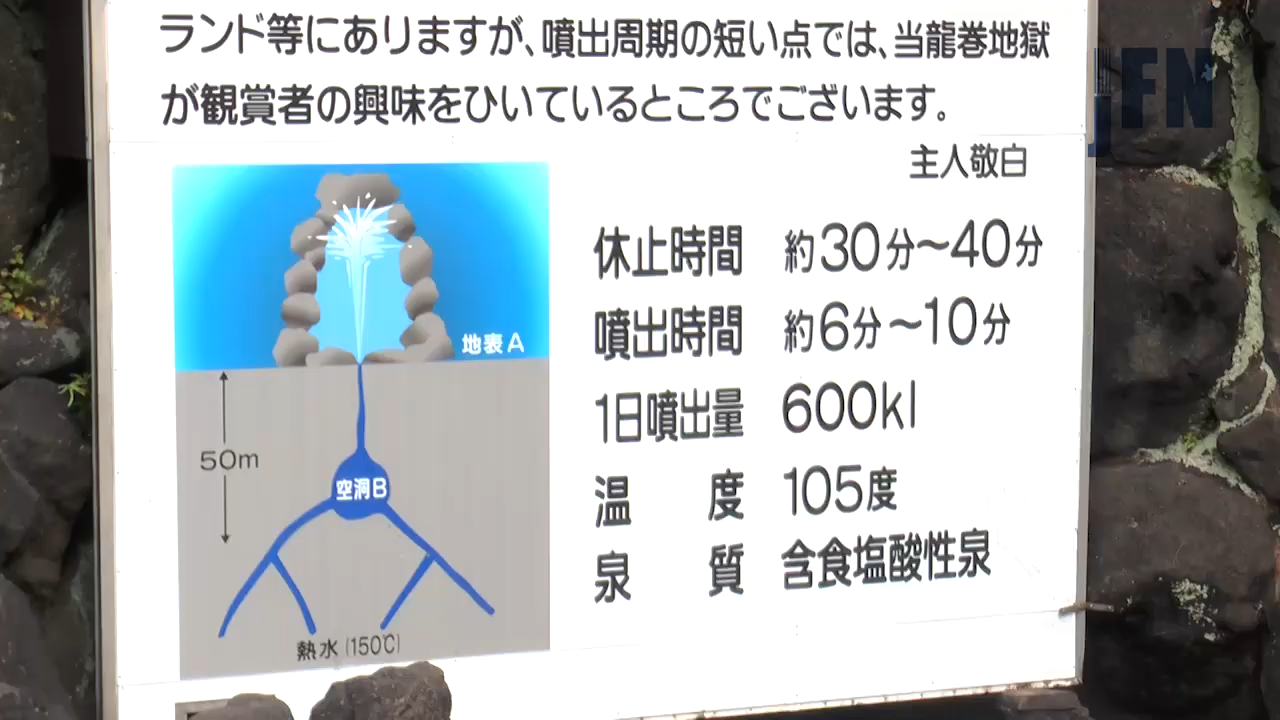 ランド等にありますが、噴出周期の短い点では、当龍巻地獄
が観賞者の興味をひいているところでございます。
主人敬白
休止時間 約30分～40分
噴出時間 約6分～10分
1日噴出量 600kl
温 度 105度
泉 質 含食塩酸性泉
地表A
50m
空洞B
熱水(150℃)
JFN